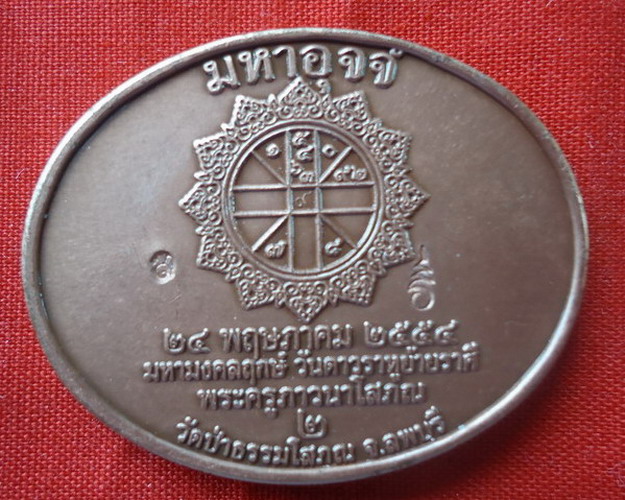 มหาอุจจ์
๒๔ พฤษภาคม ๒๕๕๔
มหามงคลฤกษ์ วันดาวราหูย้ายราศี
พระครูภาวนาโสภณ
๒
วัดป่าธรรมโสภณ จ.ลพบุรี